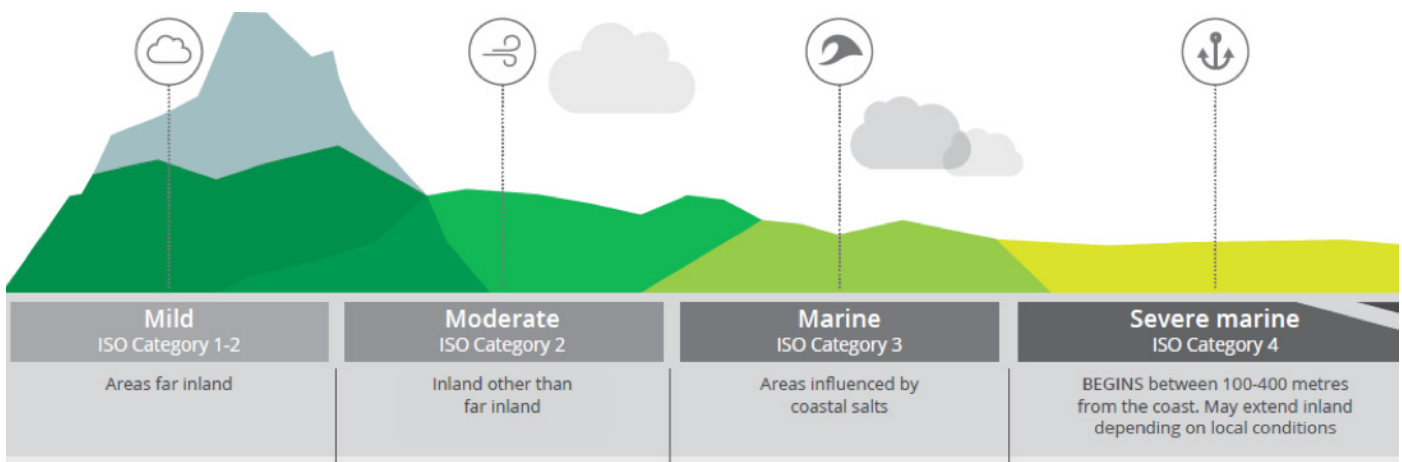 Mild
ISO Category 1-2
Areas far inland
Moderate
ISO Category 2
Inland other than
far inland
Marine
ISO Category 3
Areas influenced by
coastal salts
Severe marine
ISO Category 4
BEGINS between 100-400 metres
from the coast. May extend inland
depending on local conditions